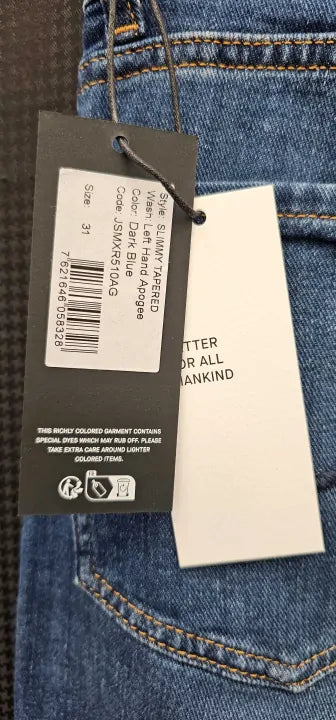 Style: SLIMMY TAPERED
Wash: Left Hand Apogee
Color: Dark Blue
Code: JSMXR510AG
Size: 31
7 621646 058328
TTER
OR ALL
MANKIND
THIS RICHLY COLORED GARMENT CONTAINS
SPECIAL DYES WHICH MAY RUB OFF. PLEASE
TAKE EXTRA CARE AROUND LIGHTER
COLORED ITEMS.